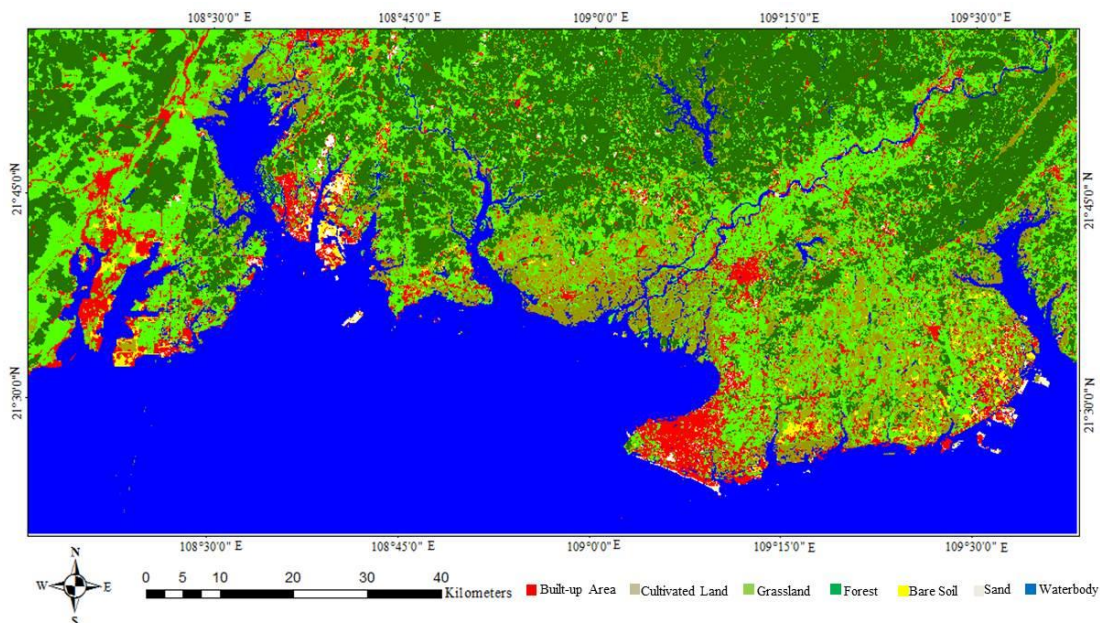 108°30'0" E 108°45'0" E 109°0'0" E 109°15'0" E 109°30'0" E
21°45'0"N 21°45'0"N
21°30'0"N 21°30'0"N
108°30'0" E 108°45'0" E 109°0'0" E 109°15'0" E 109°30'0" E
N
W E
S
0 5 10 20 30 40
Kilometers
Built-up Area Cultivated Land Grassland Forest Bare Soil Sand Waterbody